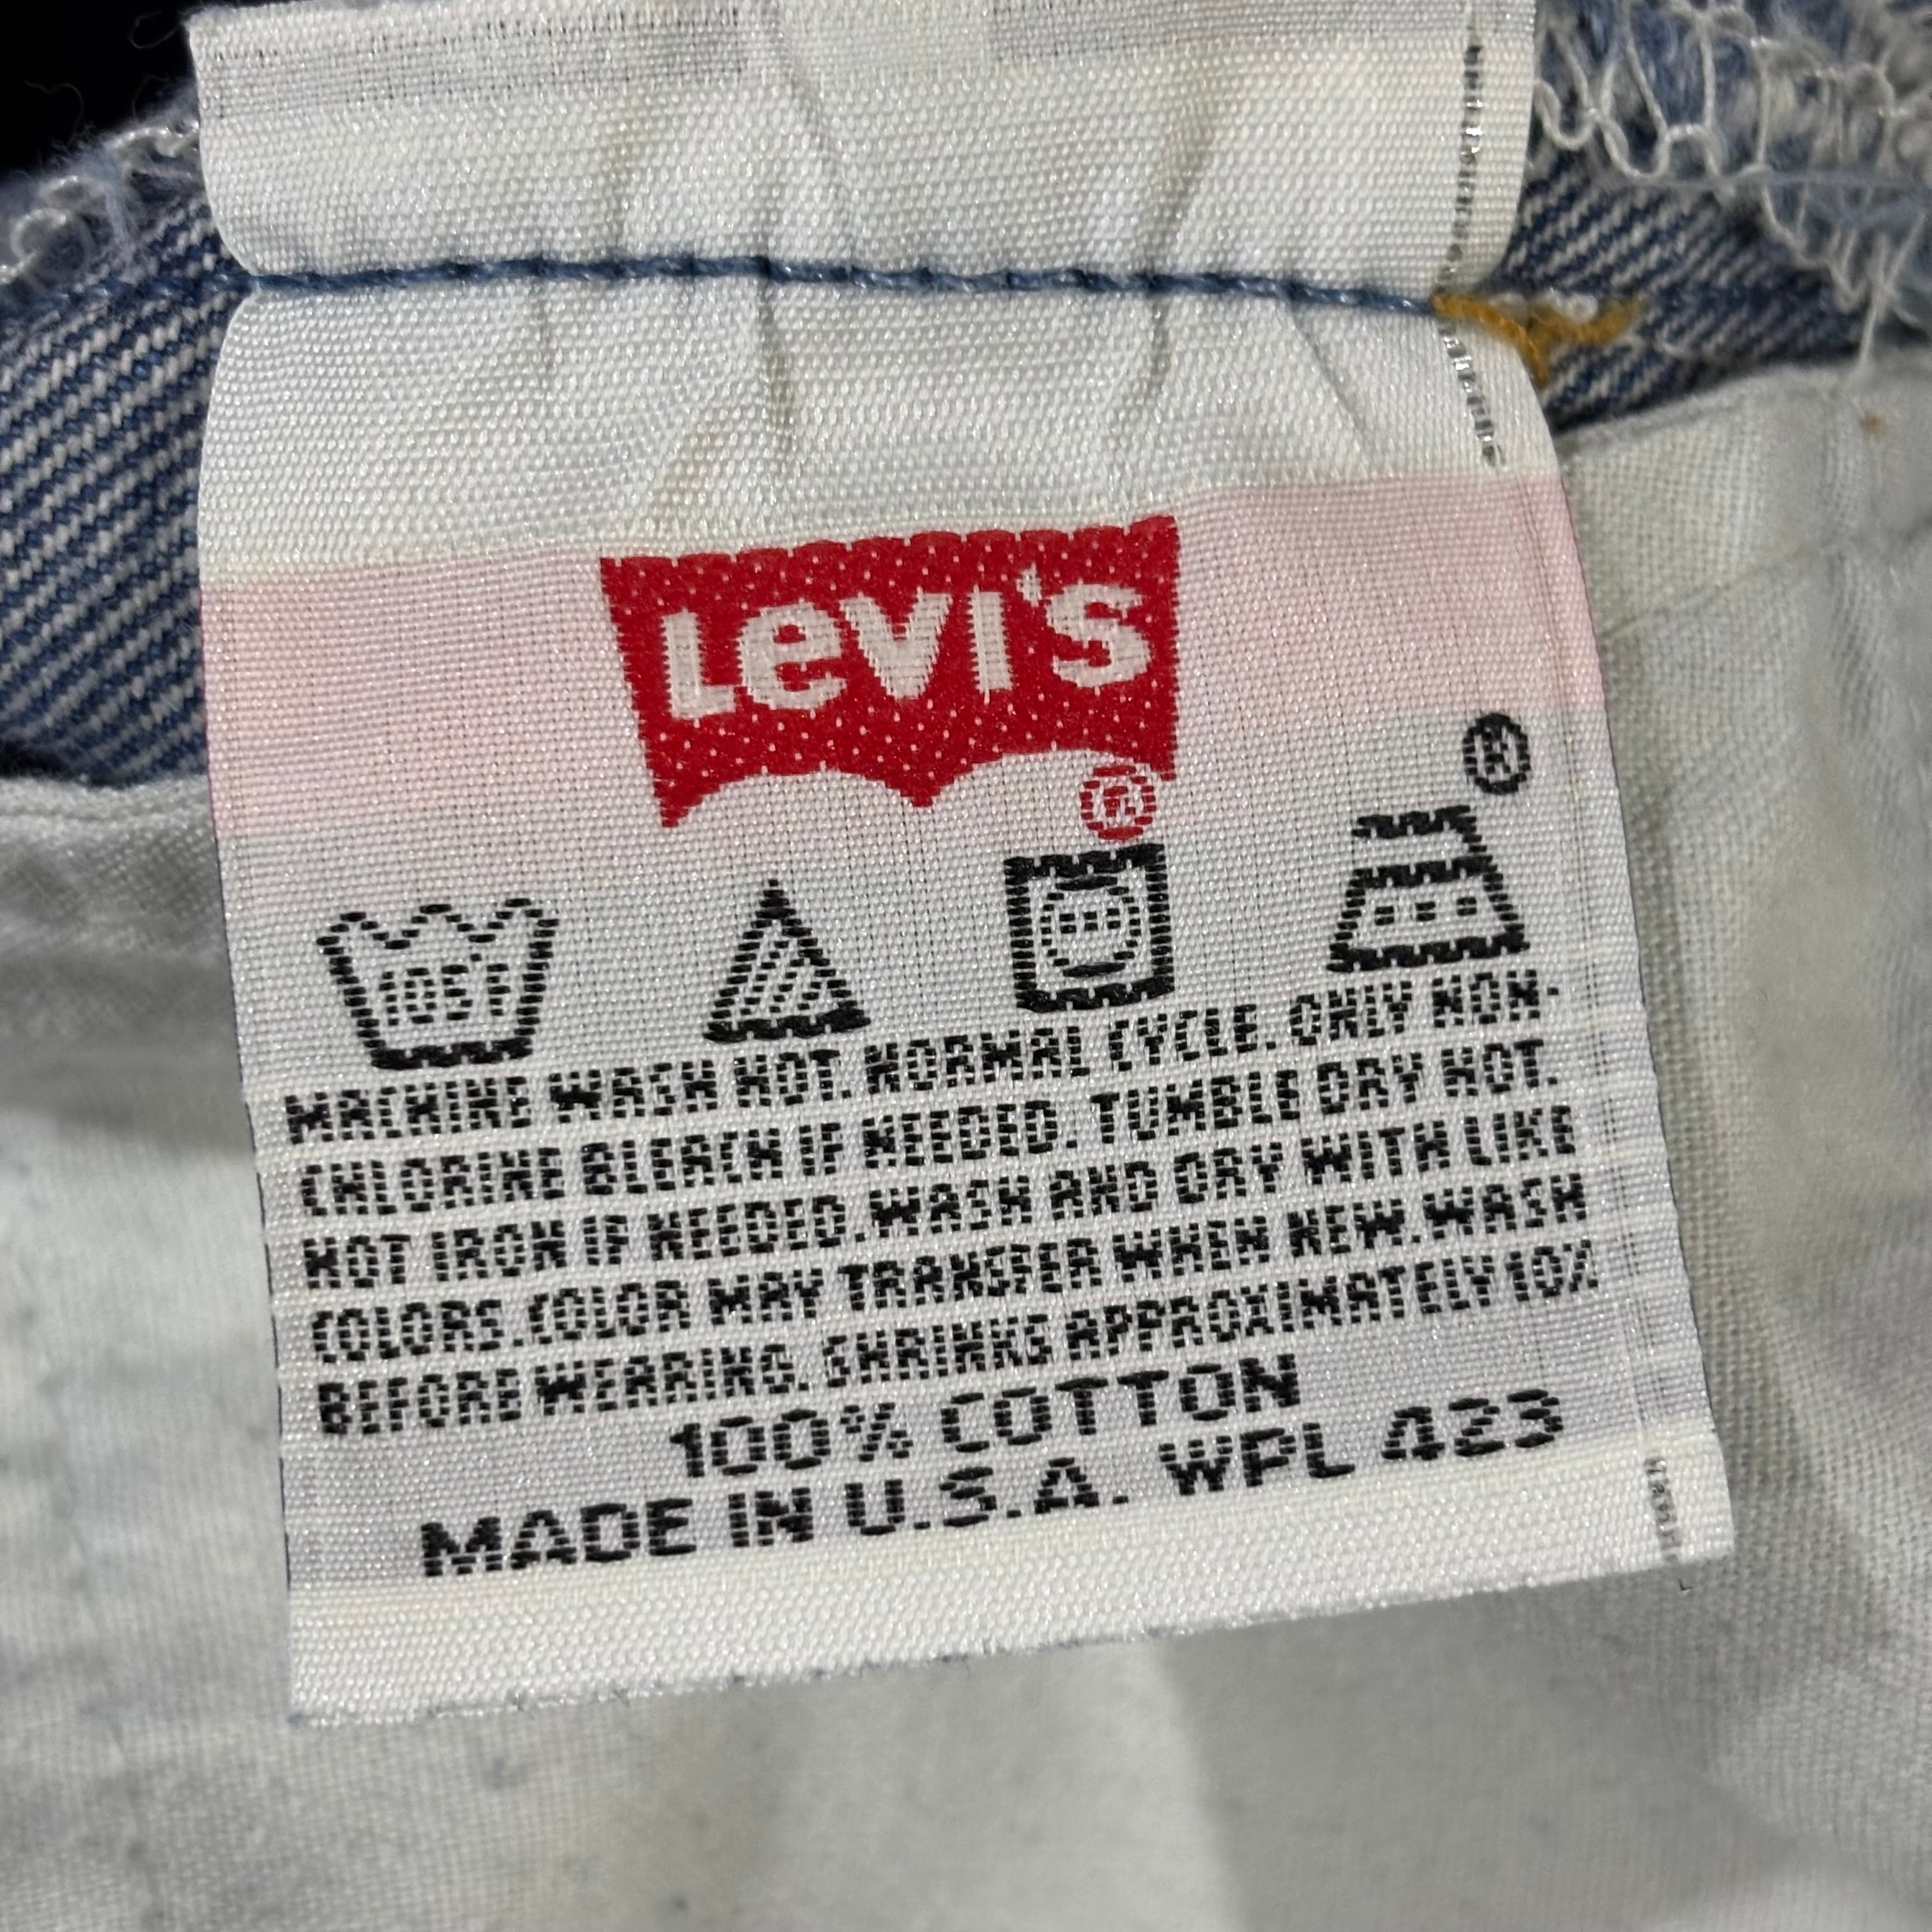 Levi's
®
®
105F
MACHINE WASH HOT. NORMAL CYCLE. ONLY NON-
CHLORINE BLEACH IF NEEDED. TUMBLE DRY HOT.
HOT IRON IF NEEDED. WASH AND DRY WITH LIKE
COLORS. COLOR MAY TRANSFER WHEN NEW. WASH
BEFORE WEARING. SHRINKS APPROXIMATELY 10%
100% COTTON
MADE IN U.S.A. WPL 423